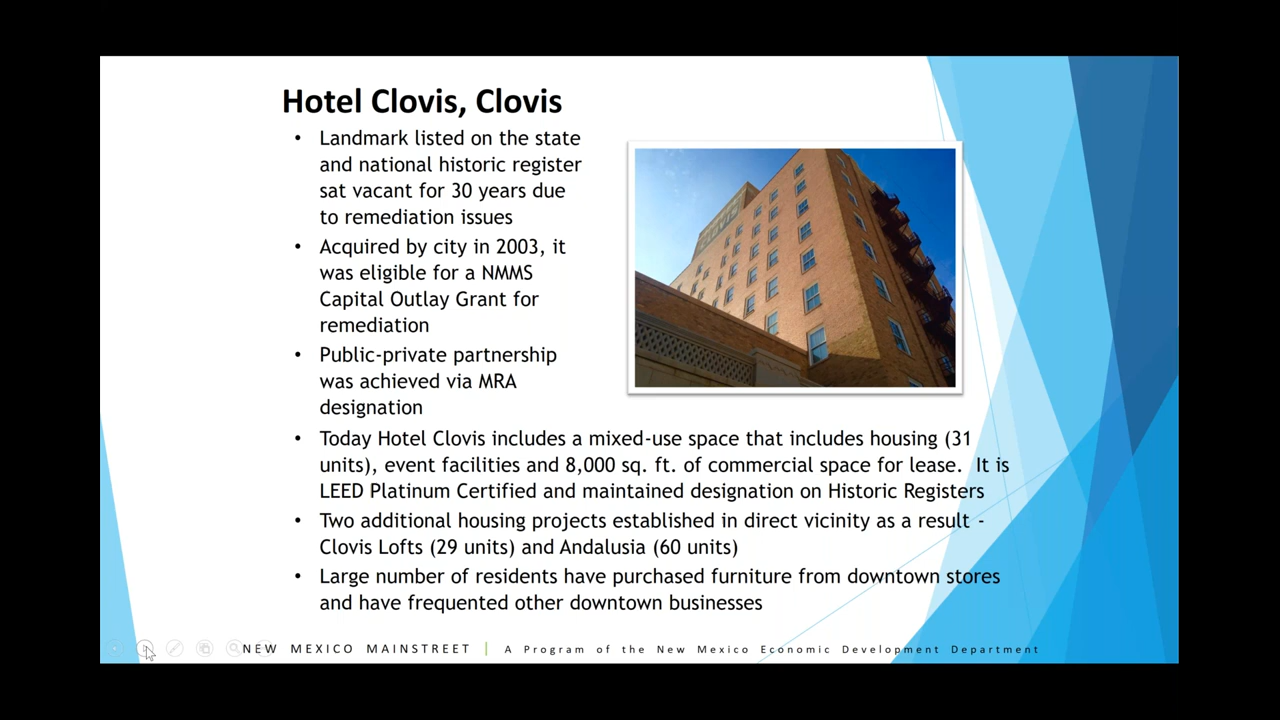 Hotel Clovis, Clovis
• Landmark listed on the state
and national historic register
sat vacant for 30 years due
to remediation issues
• Acquired by city in 2003, it
was eligible for a NMMS
Capital Outlay Grant for
remediation
• Public-private partnership
was achieved via MRA
designation
• Today Hotel Clovis includes a mixed-use space that includes housing (31
units), event facilities and 8,000 sq. ft. of commercial space for lease. It is
LEED Platinum Certified and maintained designation on Historic Registers
• Two additional housing projects established in direct vicinity as a result -
Clovis Lofts (29 units) and Andalusia (60 units)
• Large number of residents have purchased furniture from downtown stores
and have frequented other downtown businesses
NEW MEXICO MAINSTREET | A Program of the New Mexico Economic Development Department